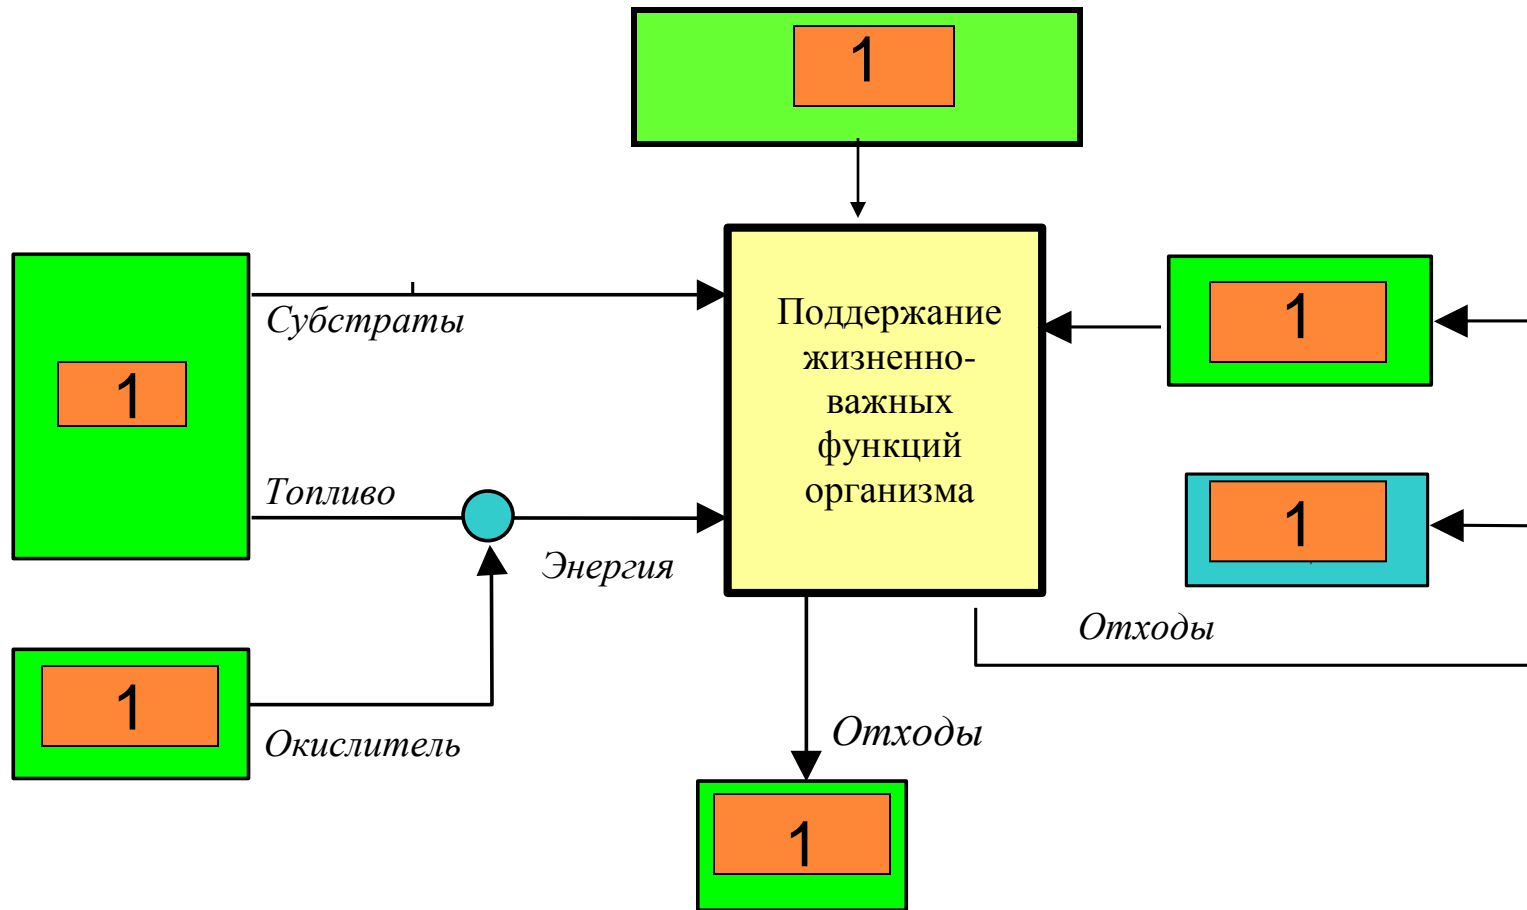 1
Субстраты
1
Топливо
Энергия
1
Окислитель
Поддержание
жизненно-
важных
функций
организма
1
1
Отходы
Отходы
1